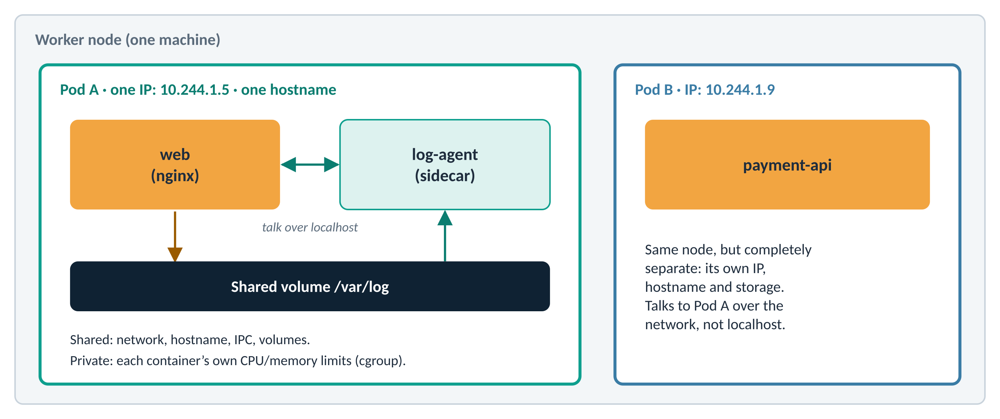 Worker node (one machine)
Pod A · one IP: 10.244.1.5 · one hostname
web
(nginx)
log-agent
(sidecar)
talk over localhost
Shared volume /var/log
Shared: network, hostname, IPC, volumes.
Private: each container’s own CPU/memory limits (cgroup).
Pod B · IP: 10.244.1.9
payment-api
Same node, but completely
separate: its own IP,
hostname and storage.
Talks to Pod A over the
network, not localhost.